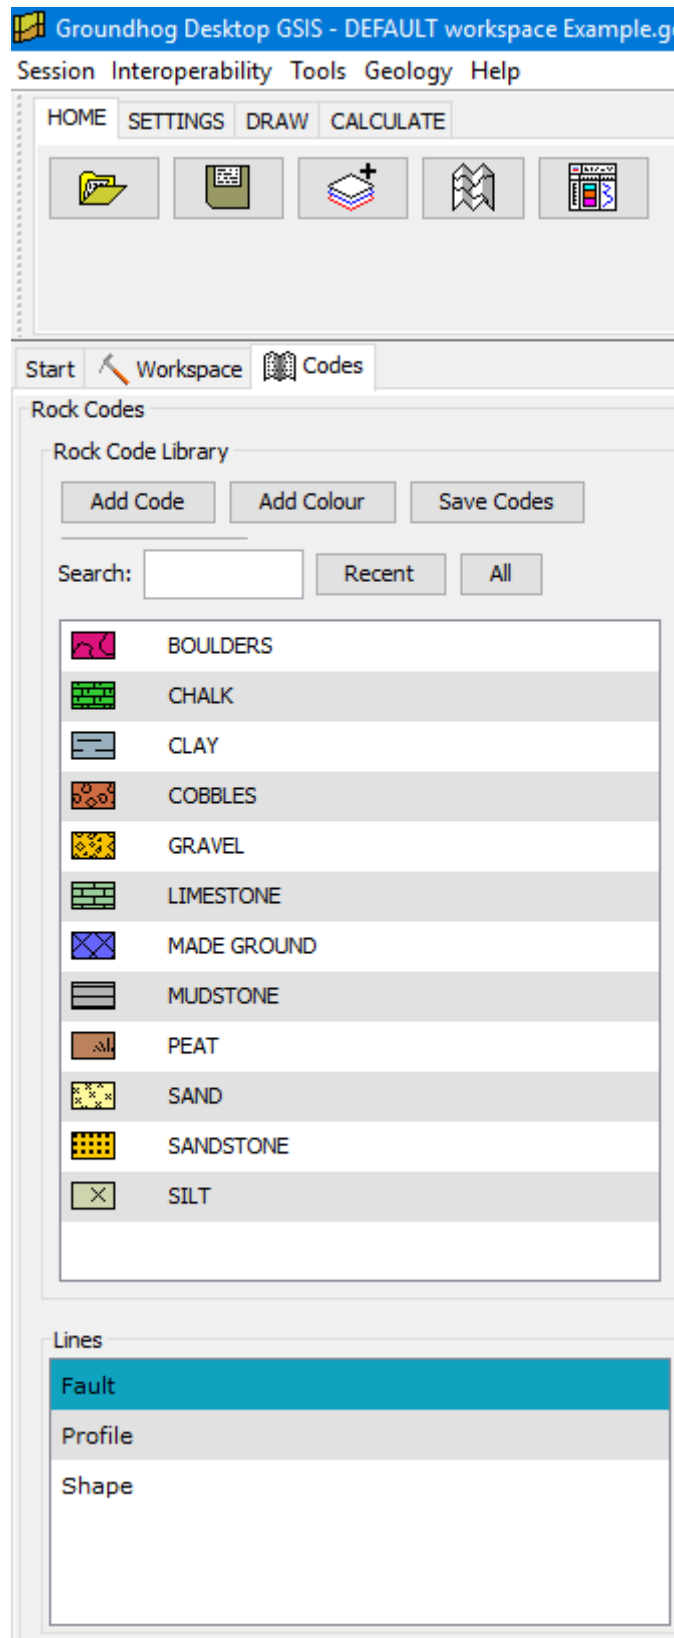 Groundhog Desktop GSIS - DEFAULT workspace Example.g
Session Interoperability Tools Geology Help
HOME SETTINGS DRAW CALCULATE
Start Workspace Codes
Rock Codes
Rock Code Library
Add Code Add Colour Save Codes
Search: Recent All
BOULDERS
CHALK
CLAY
COBBLES
GRAVEL
LIMESTONE
MADE GROUND
MUDSTONE
PEAT
SAND
SANDSTONE
SILT
Lines
Fault
Profile
Shape